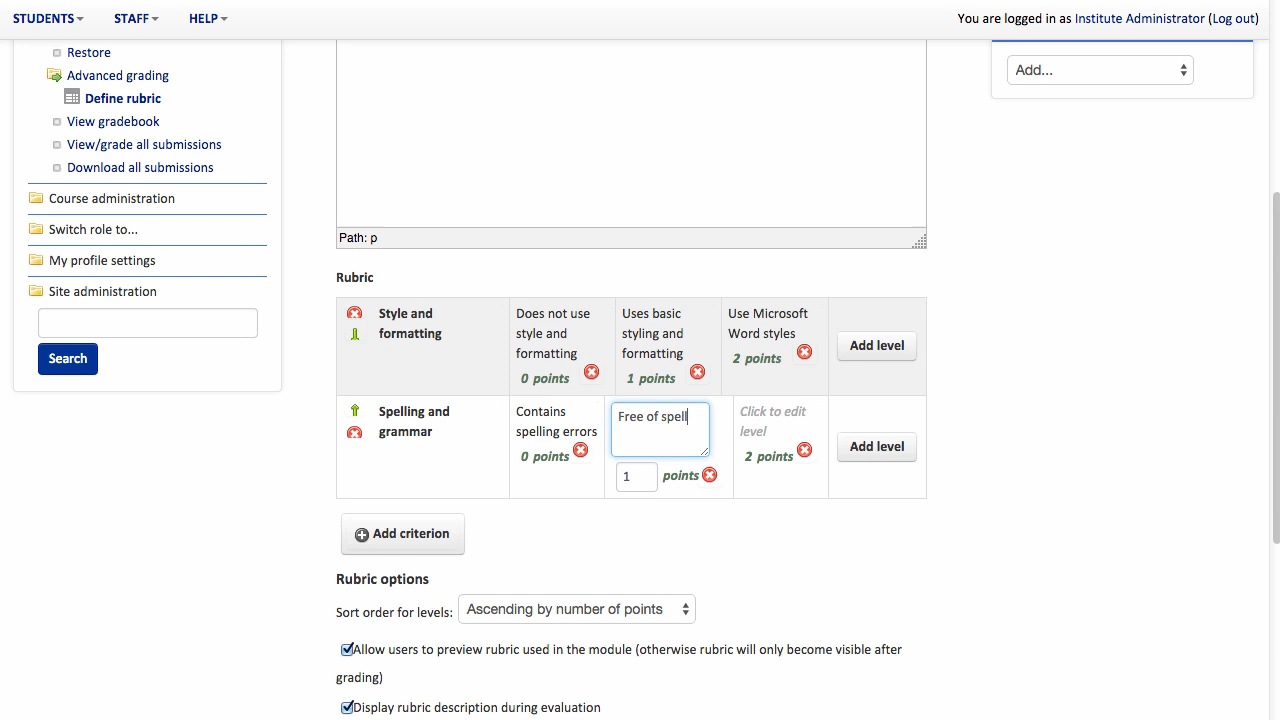 STUDENTS STAFF HELP You are logged in as Institute Administrator (Log out)
Restore
Advanced grading
Define rubric
View gradebook
View/grade all submissions
Download all submissions
Course administration
Switch role to...
My profile settings
Site administration
Search
Add...
Path: p
Rubric
Style and
formatting
Does not use
style and
formatting
0 points
Uses basic
styling and
formatting
1 points
Use Microsoft
Word styles
2 points
Add level
Spelling and
grammar
Contains
spelling errors
0 points
Free of spell
1 points
Click to edit
level
2 points
Add level
Add criterion
Rubric options
Sort order for levels: Ascending by number of points
Allow users to preview rubric used in the module (otherwise rubric will only become visible after
grading)
Display rubric description during evaluation